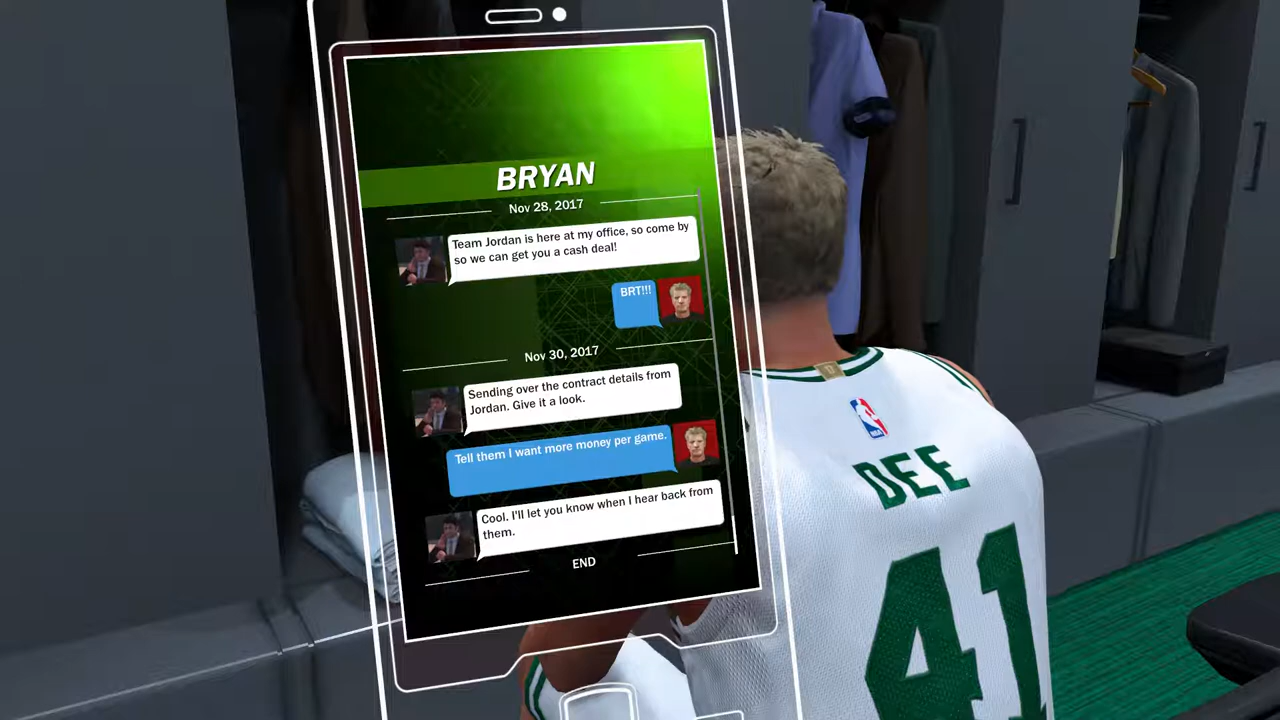 BRYAN
Nov 28, 2017
Team Jordan is here at my office, so come by
so we can get you a cash deal!
BRT!!!
Nov 30, 2017
Sending over the contract details from
Jordan. Give it a look.
Tell them I want more money per game.
Cool. I'll let you know when I hear back from
them.
END
NBA
DEE
41